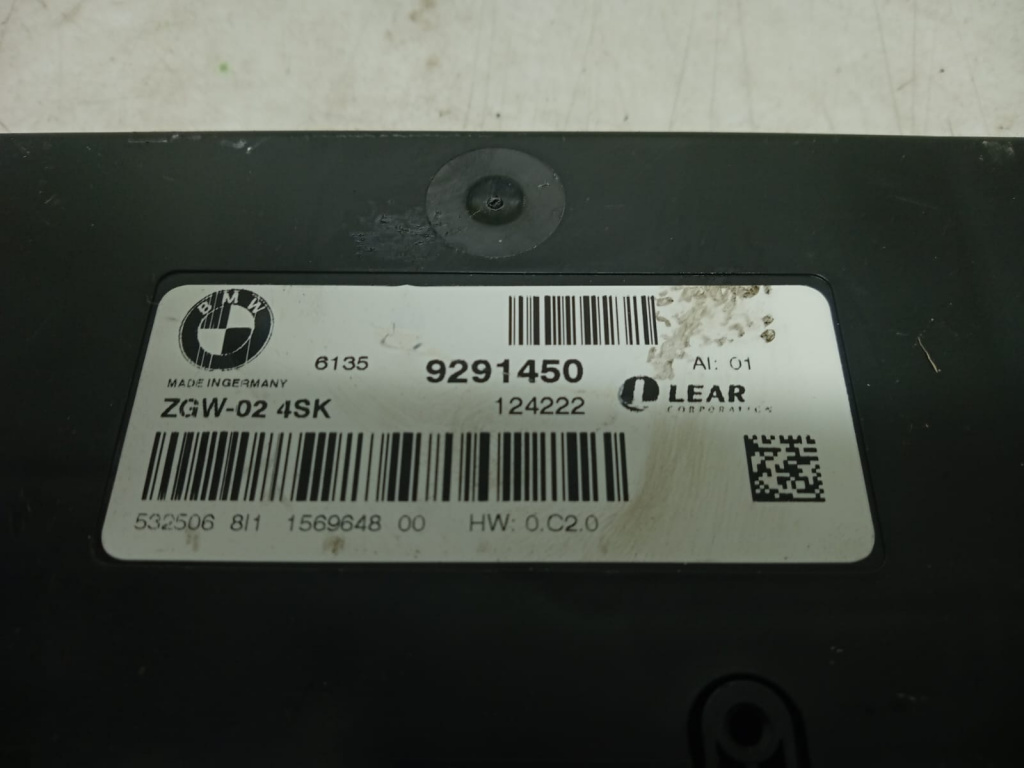 BMW
6135 9291450 AI: 01
MADE IN GERMANY
ZGW-02 4SK 124222 LEAR
CORPORATION
532506 8I1 1569648 00 HW: 0.C2.0